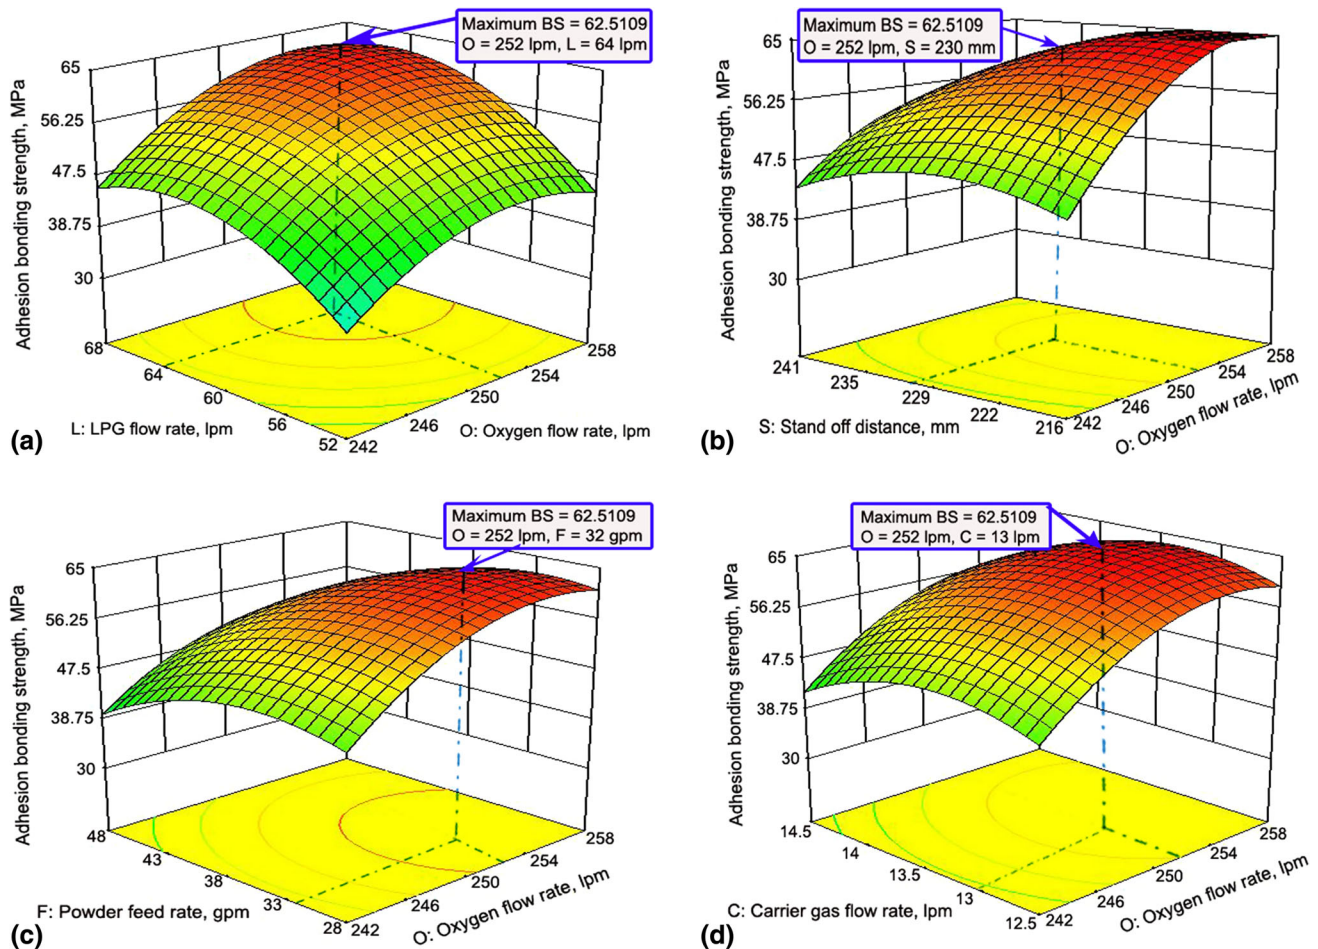 Maximum BS = 62.5109
O = 252 lpm, L = 64 lpm
65
56.25
47.5
38.75
30
Adhesion bonding strength, MPa
68
64
60
56
52
242
246
250
254
258
L: LPG flow rate, lpm
O: Oxygen flow rate, lpm
(a)
Maximum BS = 62.5109
O = 252 lpm, S = 230 mm
65
56.25
47.5
38.75
30
Adhesion bonding strength, MPa
241
235
229
222
216
242
246
250
254
258
S: Stand off distance, mm
O: Oxygen flow rate, lpm
(b)
Maximum BS = 62.5109
O = 252 lpm, F = 32 gpm
65
56.25
47.5
38.75
30
Adhesion bonding strength, MPa
48
43
38
33
28
242
246
250
254
258
F: Powder feed rate, gpm
O: Oxygen flow rate, lpm
(c)
Maximum BS = 62.5109
O = 252 lpm, C = 13 lpm
65
56.25
47.5
38.75
30
Adhesion bonding strength, MPa
14.5
14
13.5
13
12.5
242
246
250
254
258
C: Carrier gas flow rate, lpm
O: Oxygen flow rate, lpm
(d)